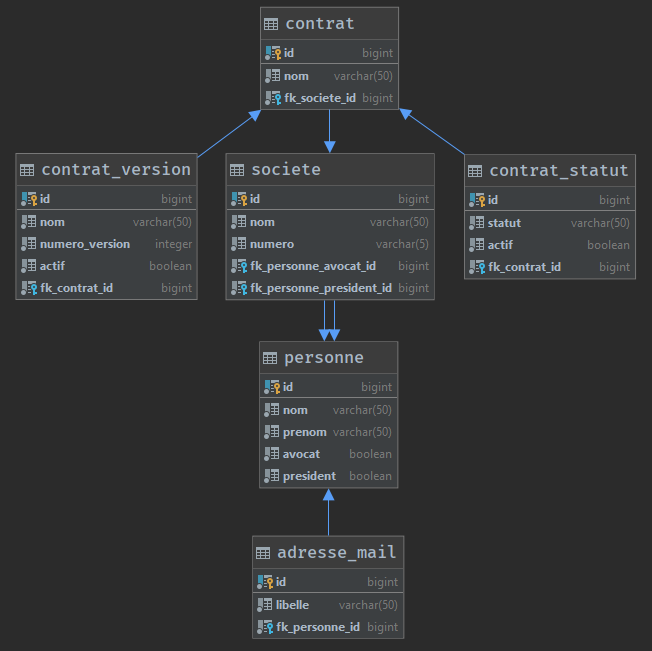 contrat
id bigint
nom varchar(50)
fk_societe_id bigint
contrat_version
id bigint
nom varchar(50)
numero_version integer
actif boolean
fk_contrat_id bigint
societe
id bigint
nom varchar(50)
numero varchar(5)
fk_personne_avocat_id bigint
fk_personne_president_id bigint
contrat_statut
id bigint
statut varchar(50)
actif boolean
fk_contrat_id bigint
personne
id bigint
nom varchar(50)
prenom varchar(50)
avocat boolean
president boolean
adresse_mail
id bigint
libelle varchar(50)
fk_personne_id bigint